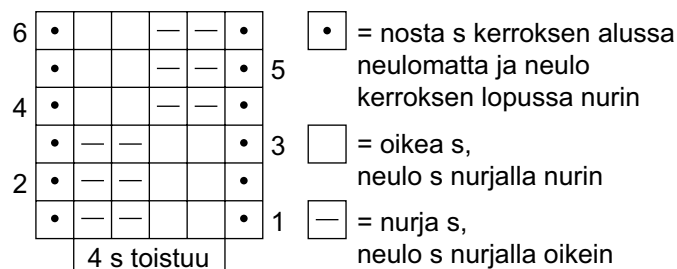 6
5
4
3
2
1
4 s toistuu
• = nosta s kerroksen alussa
neulomatta ja neulo
kerroksen lopussa nurin
= oikea s,
neulo s nurjalla nurin
— = nurja s,
neulo s nurjalla oikein